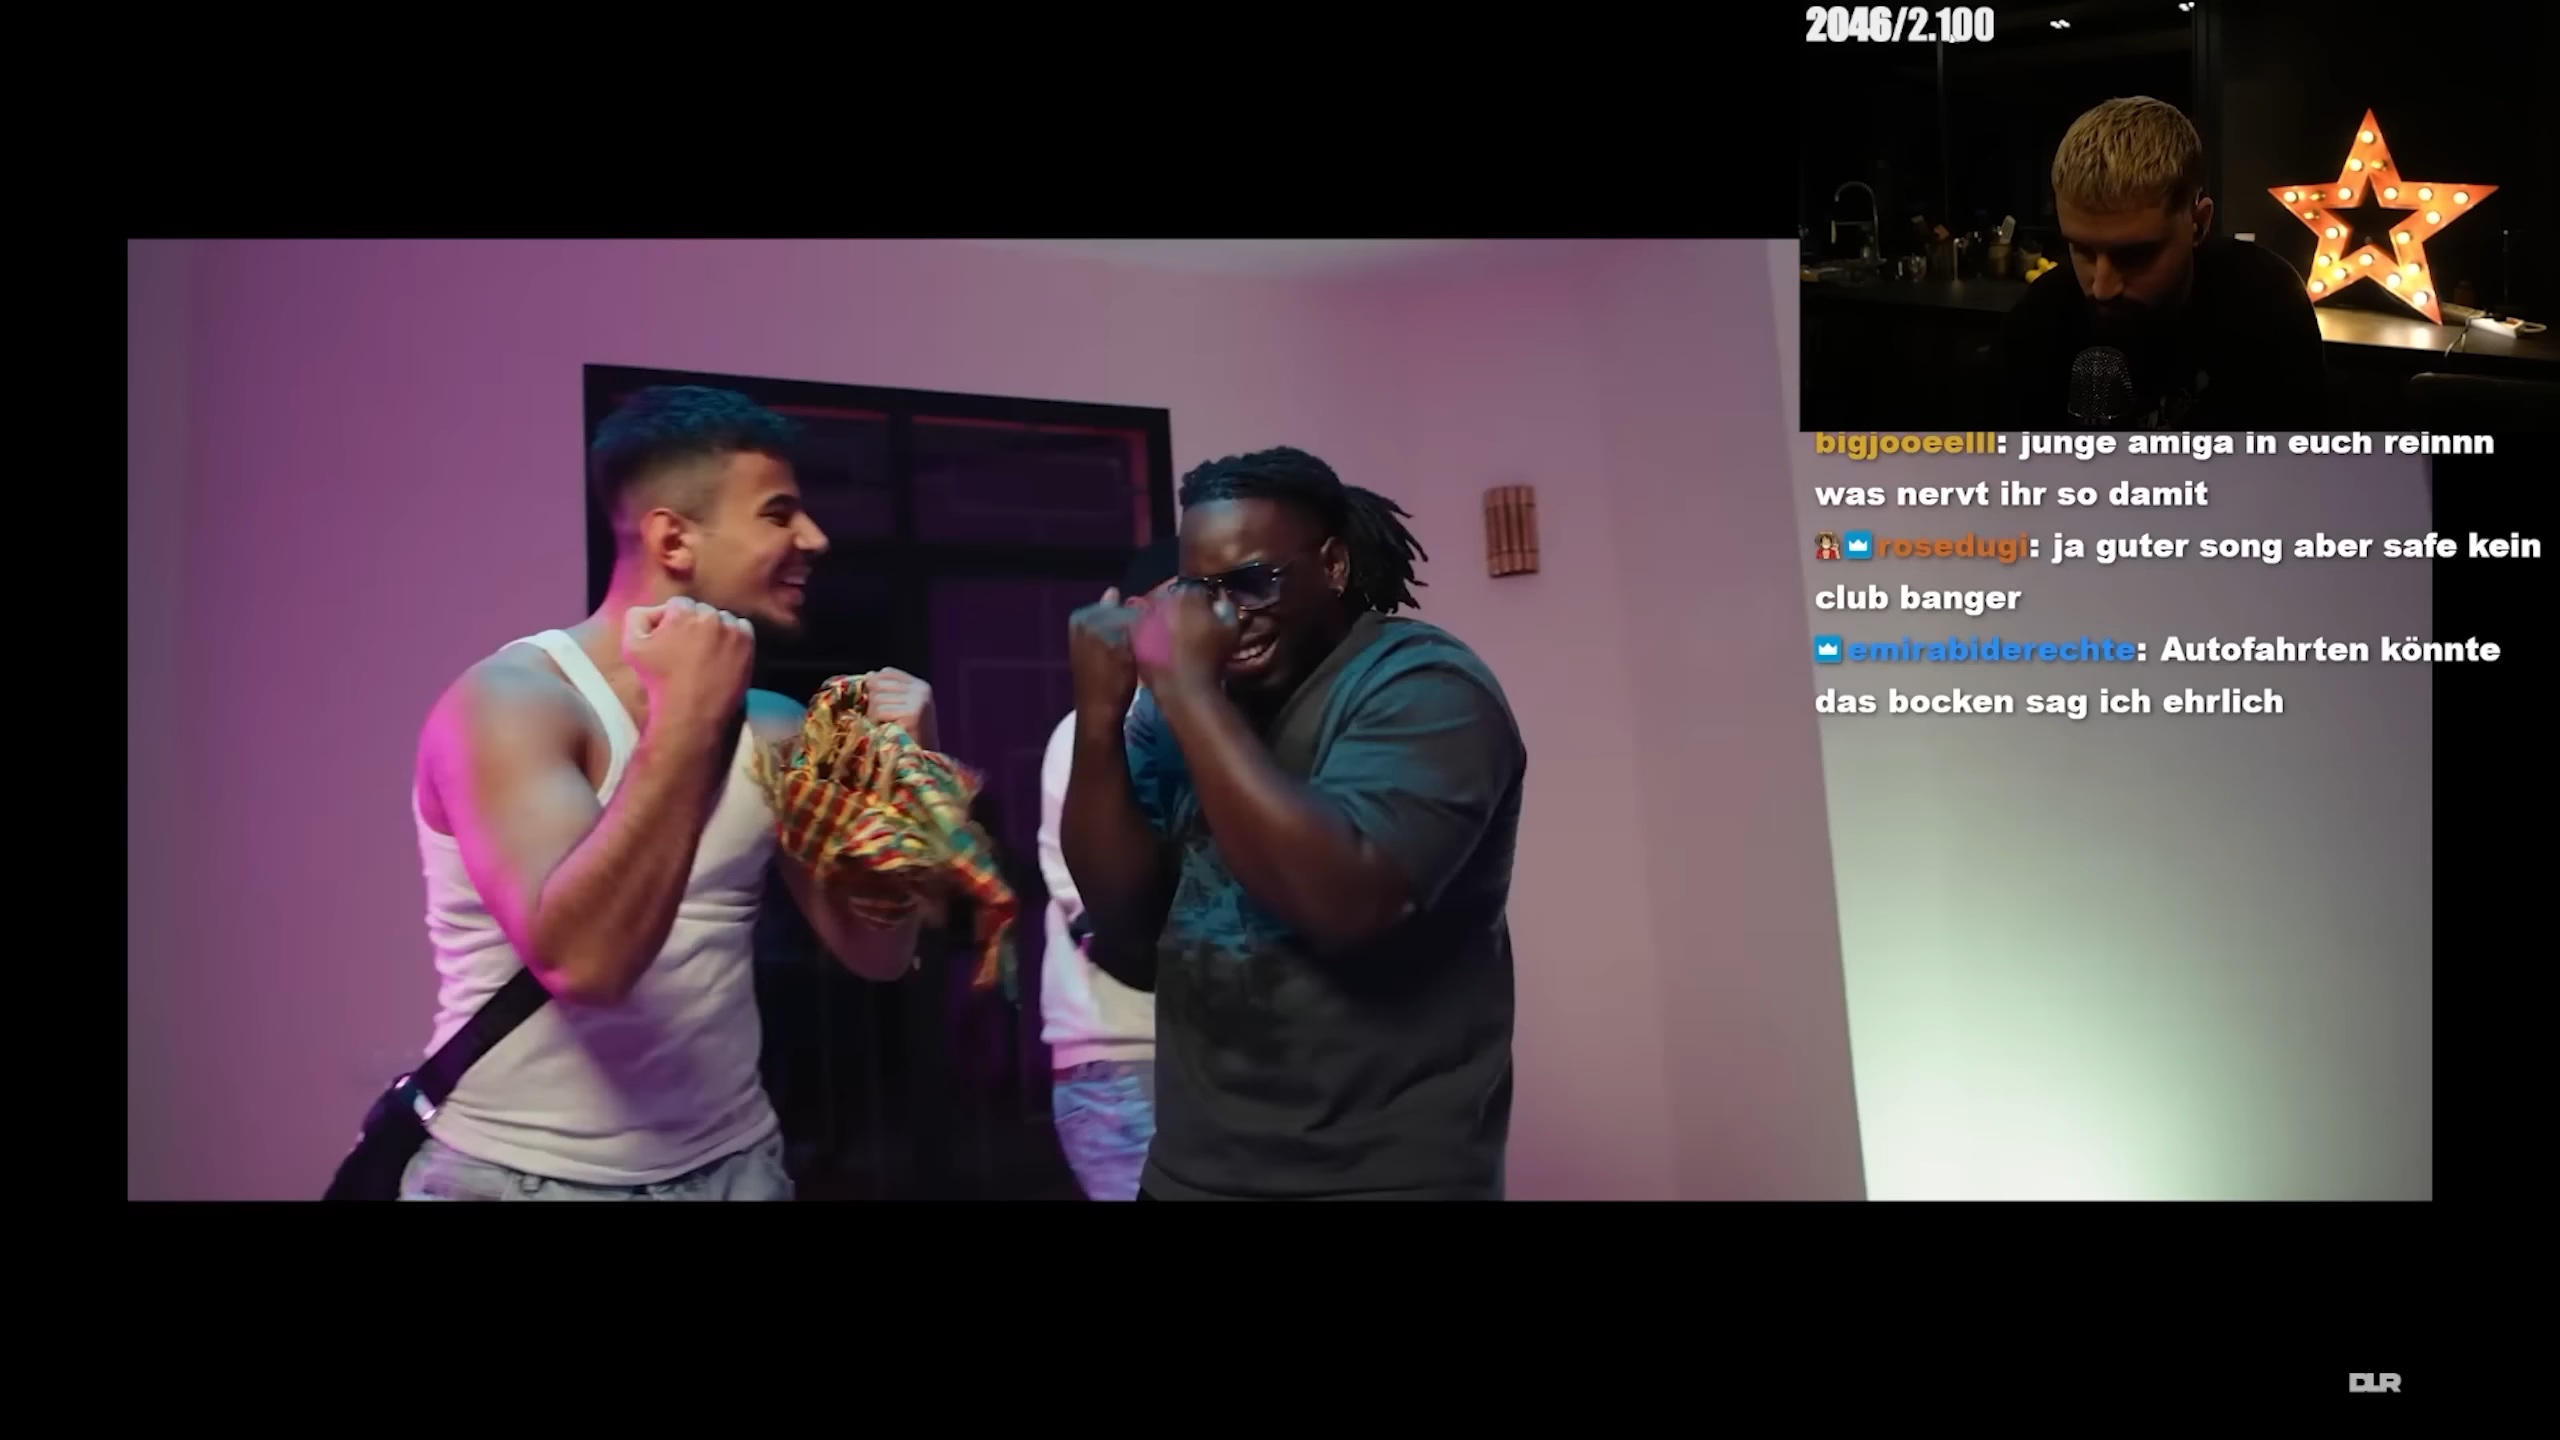 2046/2.100
bigjooeelll: junge amiga in euch reinnn
was nervt ihr so damit
rosedugi: ja guter song aber safe kein
club banger
emirabiderechte: Autofahrten könnte
das bocken sag ich ehrlich
DLR